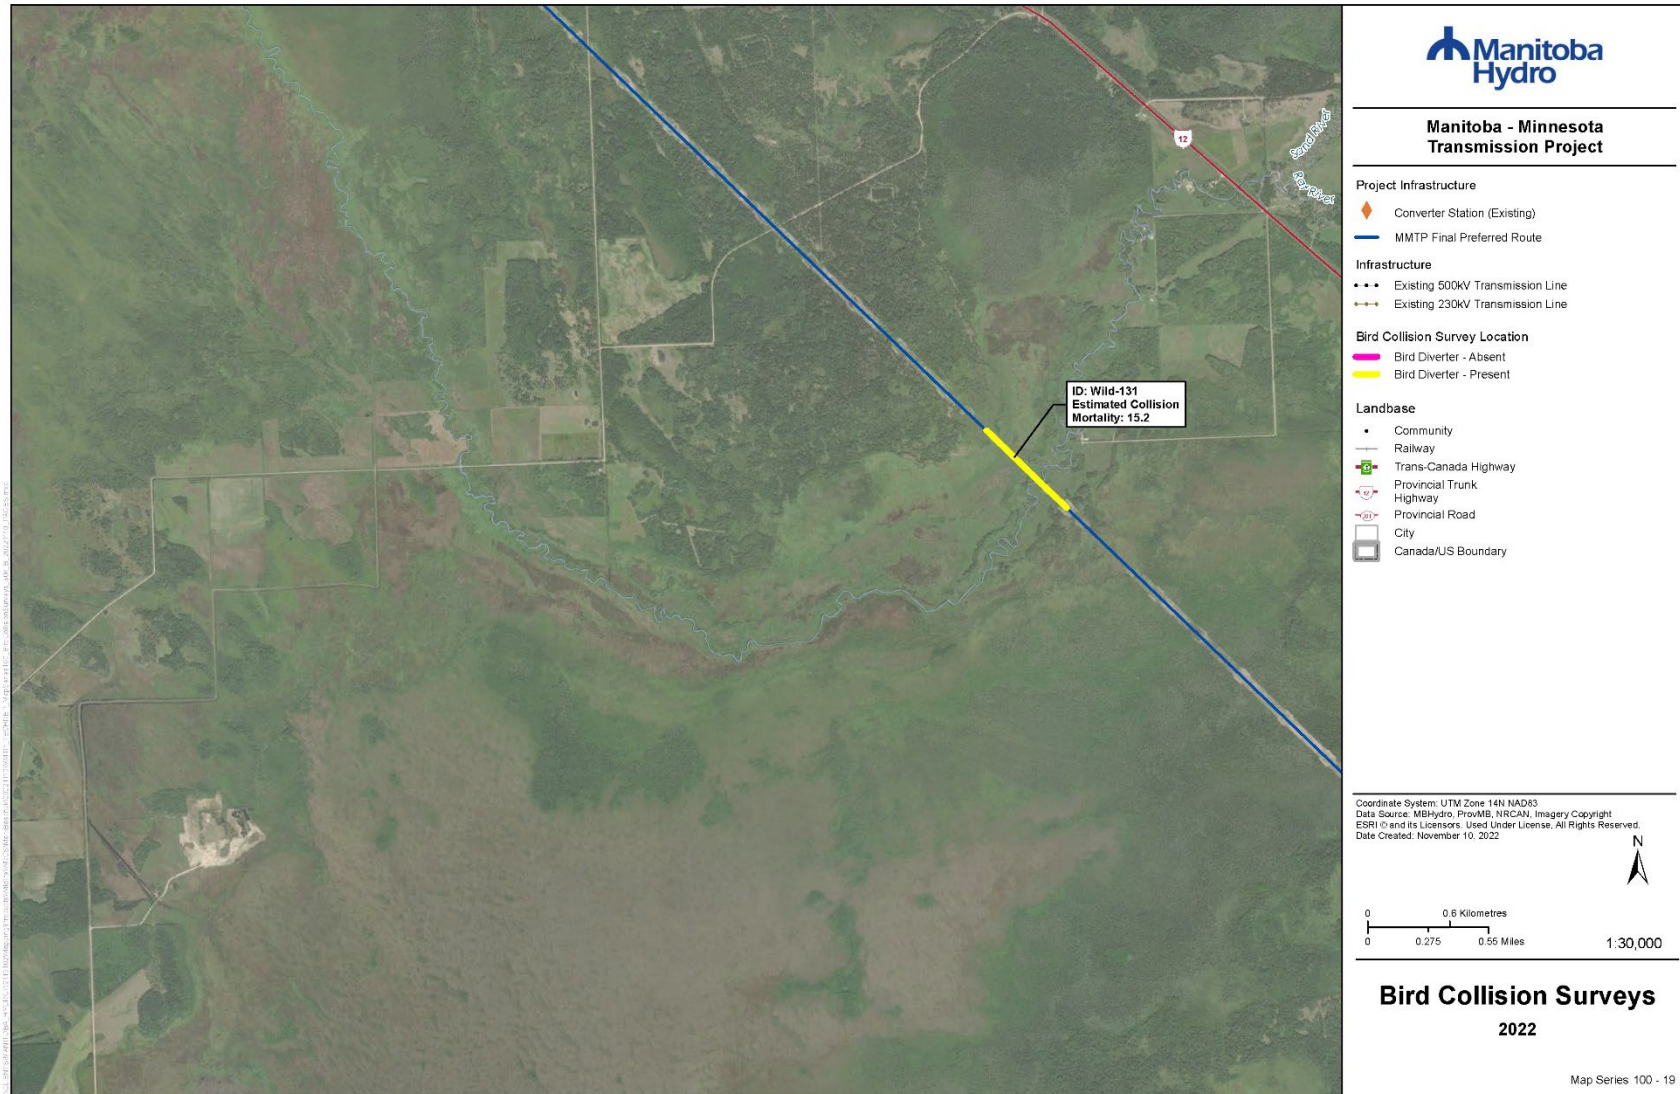 Manitoba
Hydro
Manitoba - Minnesota
Transmission Project
Project Infrastructure
Converter Station (Existing)
MMTP Final Preferred Route
Infrastructure
Existing 500kV Transmission Line
Existing 230kV Transmission Line
Bird Collision Survey Location
Bird Diverter - Absent
Bird Diverter - Present
Landbase
Community
Railway
Trans-Canada Highway
12
Provincial Trunk
Highway
Provincial Road
City
Canada/US Boundary
12
Sand River
Rat River
ID: Wild-131
Estimated Collision
Mortality: 15.2
Coordinate System: UTM Zone 14N NAD83
Data Source: MBHydro, ProvMB, NRCAN, Imagery Copyright
ESRI © and its Licensors. Used Under License, All Rights Reserved.
Date Created: November 10, 2022
N
0 0.6 Kilometres
0 0.275 0.55 Miles
1:30,000
Bird Collision Surveys
2022
Map Series 100 - 19